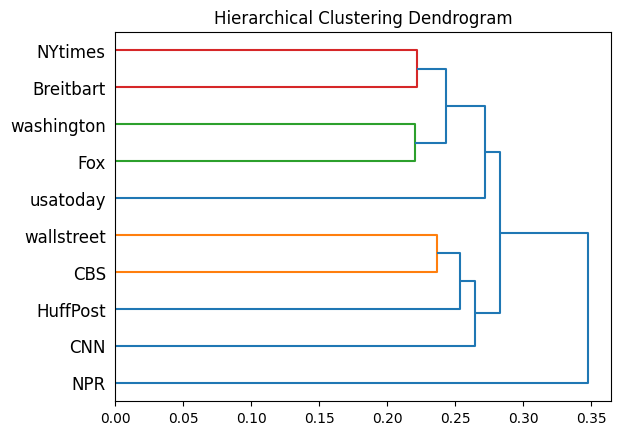 Hierarchical Clustering Dendrogram
NYtimes
Breitbart
washington
Fox
usatoday
wallstreet
CBS
HuffPost
CNN
NPR
0.00 0.05 0.10 0.15 0.20 0.25 0.30 0.35